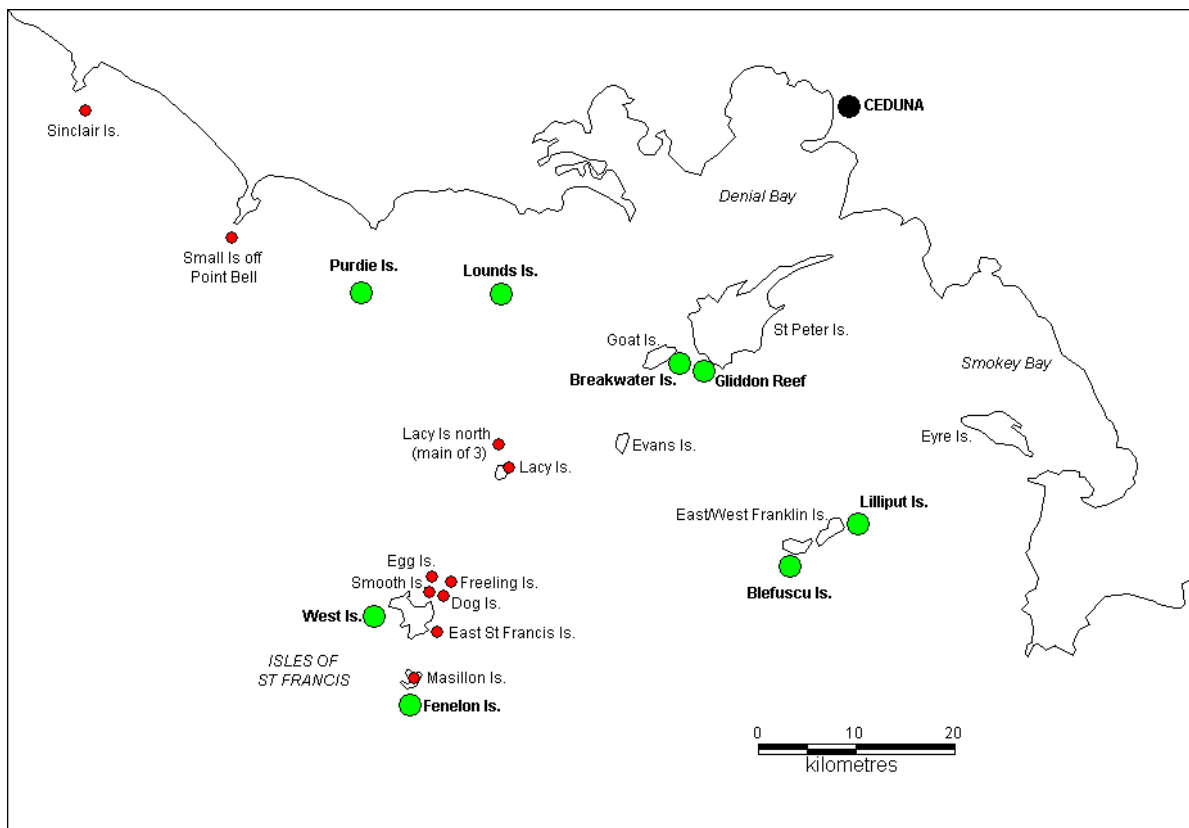 CEDUNA
Sinclair Is.
Denial Bay
Small Is off
Point Bell
Purdie Is.
Lounds Is.
St Peter Is.
Goat Is.
Smokey Bay
Breakwater Is.
Gliddon Reef
Lacy Is north
(main of 3)
Evans Is.
Eyre Is.
Lacy Is.
Lilliput Is.
East/West Franklin Is.
Egg Is.
Smooth Is.
Freeling Is.
Dog Is.
Blefuscu Is.
West Is.
East St Francis Is.
ISLES OF
ST FRANCIS
Masillon Is.
Fenelon Is.
0 10 20
kilometres